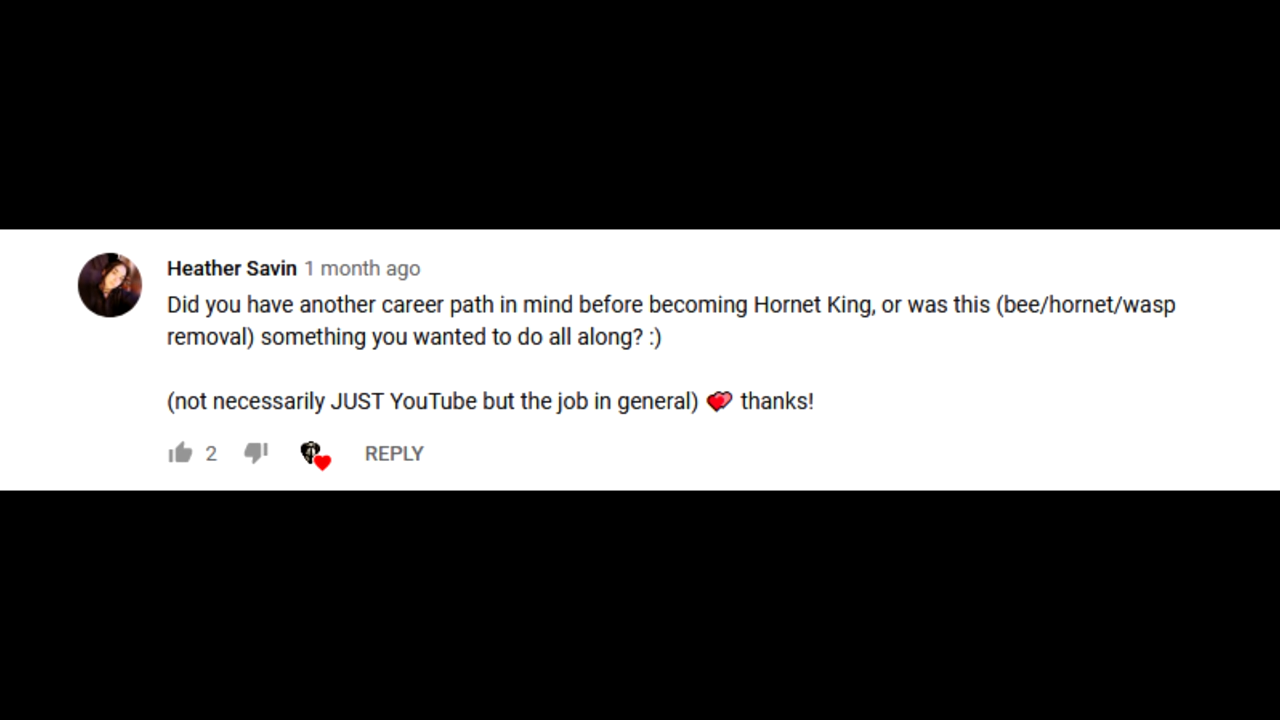 Heather Savin 1 month ago
Did you have another career path in mind before becoming Hornet King, or was this (bee/hornet/wasp
removal) something you wanted to do all along? :)
(not necessarily JUST YouTube but the job in general) 💕 thanks!
2 REPLY